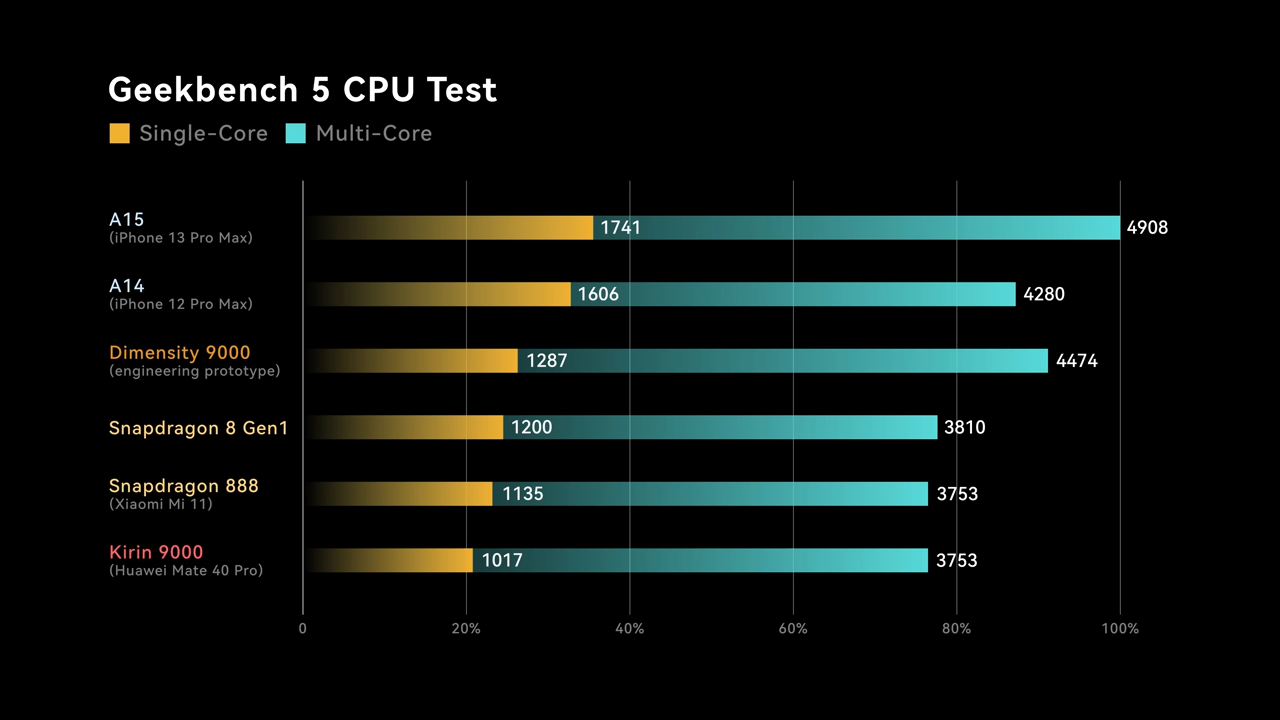 Geekbench 5 CPU Test
Single-Core Multi-Core
A15
(iPhone 13 Pro Max)
1741 4908
A14
(iPhone 12 Pro Max)
1606 4280
Dimensity 9000
(engineering prototype)
1287 4474
Snapdragon 8 Gen1
1200 3810
Snapdragon 888
(Xiaomi Mi 11)
1135 3753
Kirin 9000
(Huawei Mate 40 Pro)
1017 3753
0 20% 40% 60% 80% 100%